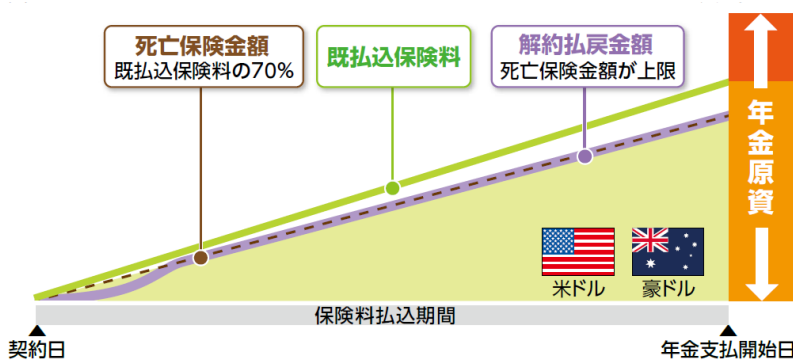 死亡保険金額
既払込保険料の70%
既払込保険料
解約払戻金額
死亡保険金額が上限
年金原資
米ドル
豪ドル
保険料払込期間
契約日
年金支払開始日